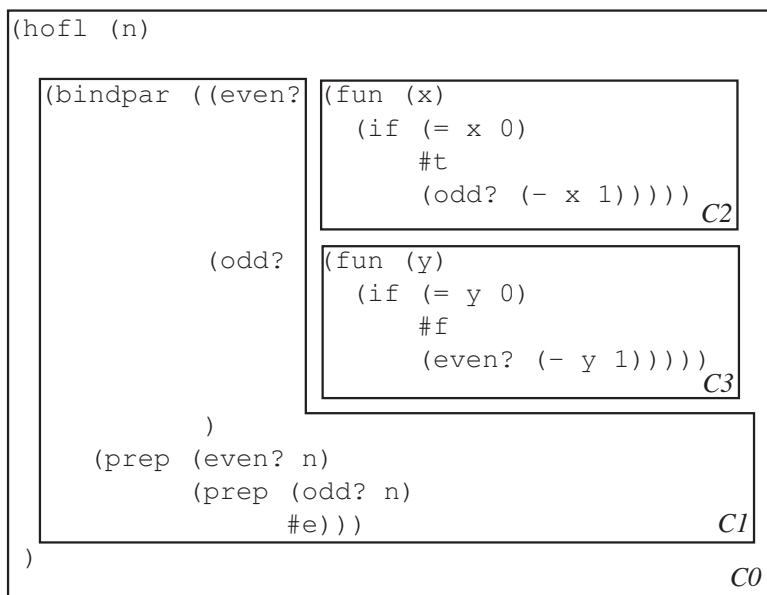 (hofl (n)
(bindpar ((even? (fun (x)
(if (= x 0)
#t
(odd? (- x 1)))))
C2
(odd? (fun (y)
(if (= y 0)
#f
(even? (- y 1)))))
C3
)
(prep (even? n)
(prep (odd? n)
#e)))
C1
)
C0